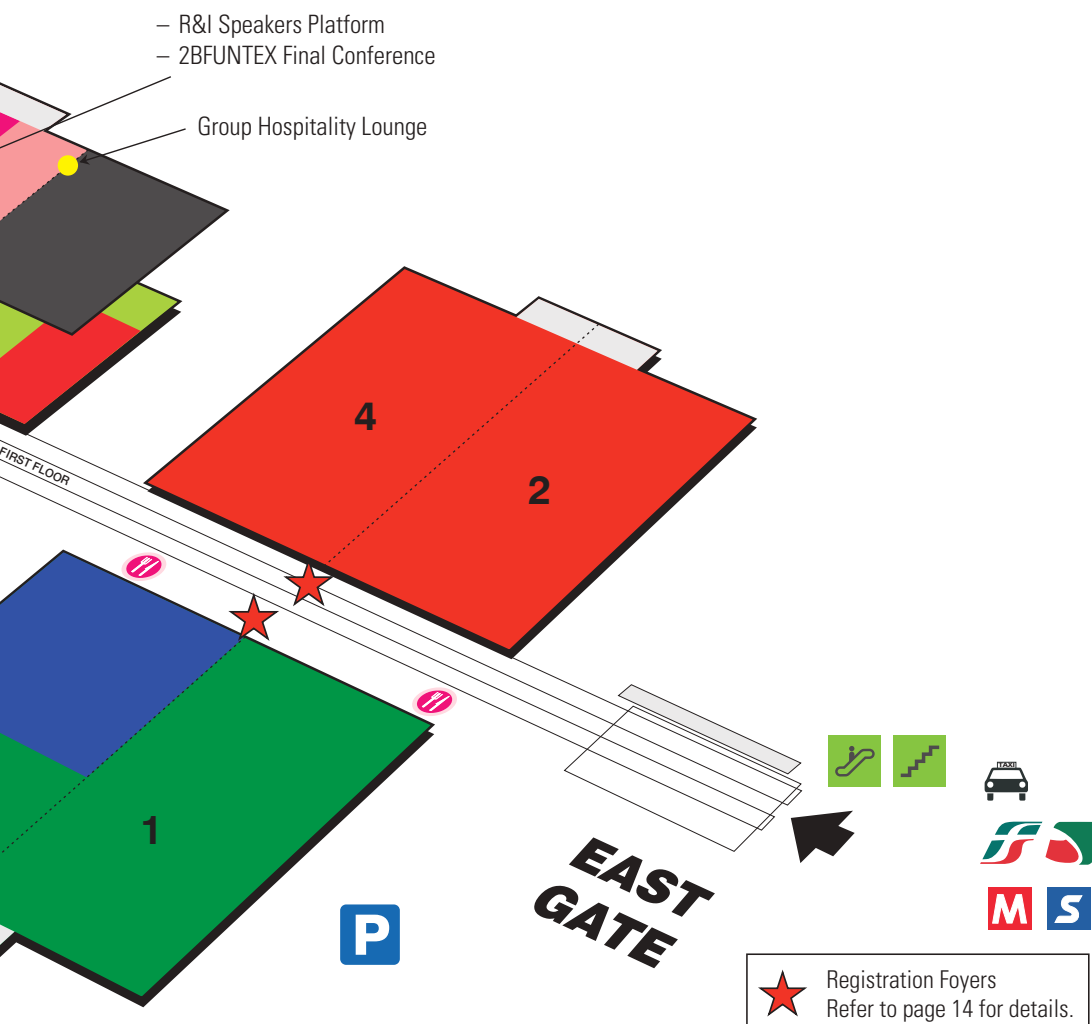 – R&I Speakers Platform
– 2BFUNTEX Final Conference
Group Hospitality Lounge
4
2
FIRST FLOOR
1
TAXI
EAST
GATE
M S
P
Registration Foyers
Refer to page 14 for details.